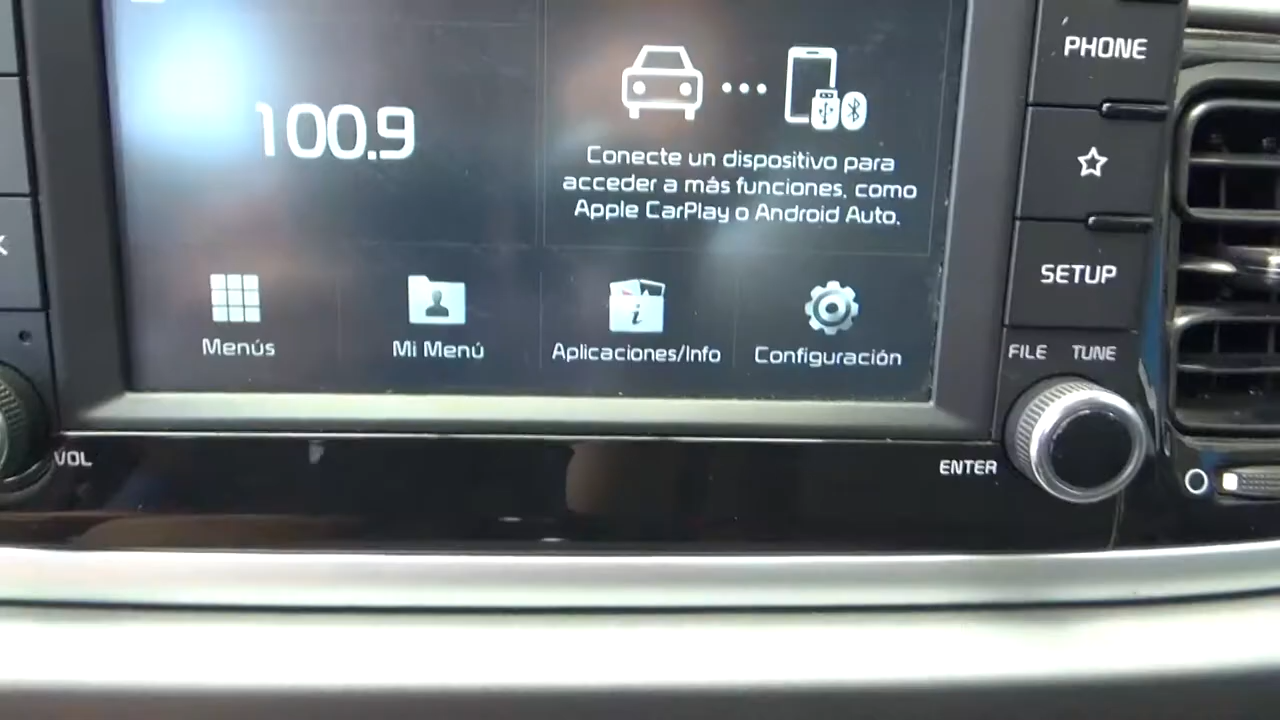 100.9
Conecte un dispositivo para
acceder a más funciones, como
Apple CarPlay o Android Auto.
Menús
Mi Menú
Aplicaciones/Info
Configuración
PHONE
SETUP
FILE
TUNE
VOL
ENTER